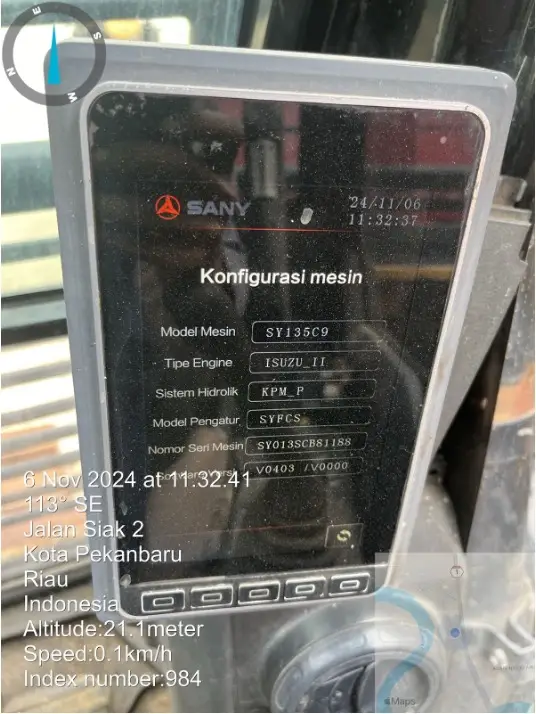 E
N
S
W
SANY
24/11/06
11:32:37
Konfigurasi mesin
Model Mesin SY135C9
Tipe Engine ISUZU_II
Sistem Hidrolik KPM_P
Model Pengatur SYFCS
Nomor Seri Mesin SY013SCB81188
V0403 /V0000
6 Nov 2024 at 11.32.41
113° SE
Jalan Siak 2
Kota Pekanbaru
Riau
Indonesia
Altitude:21.1meter
Speed:0.1km/h
Index number:984
Maps